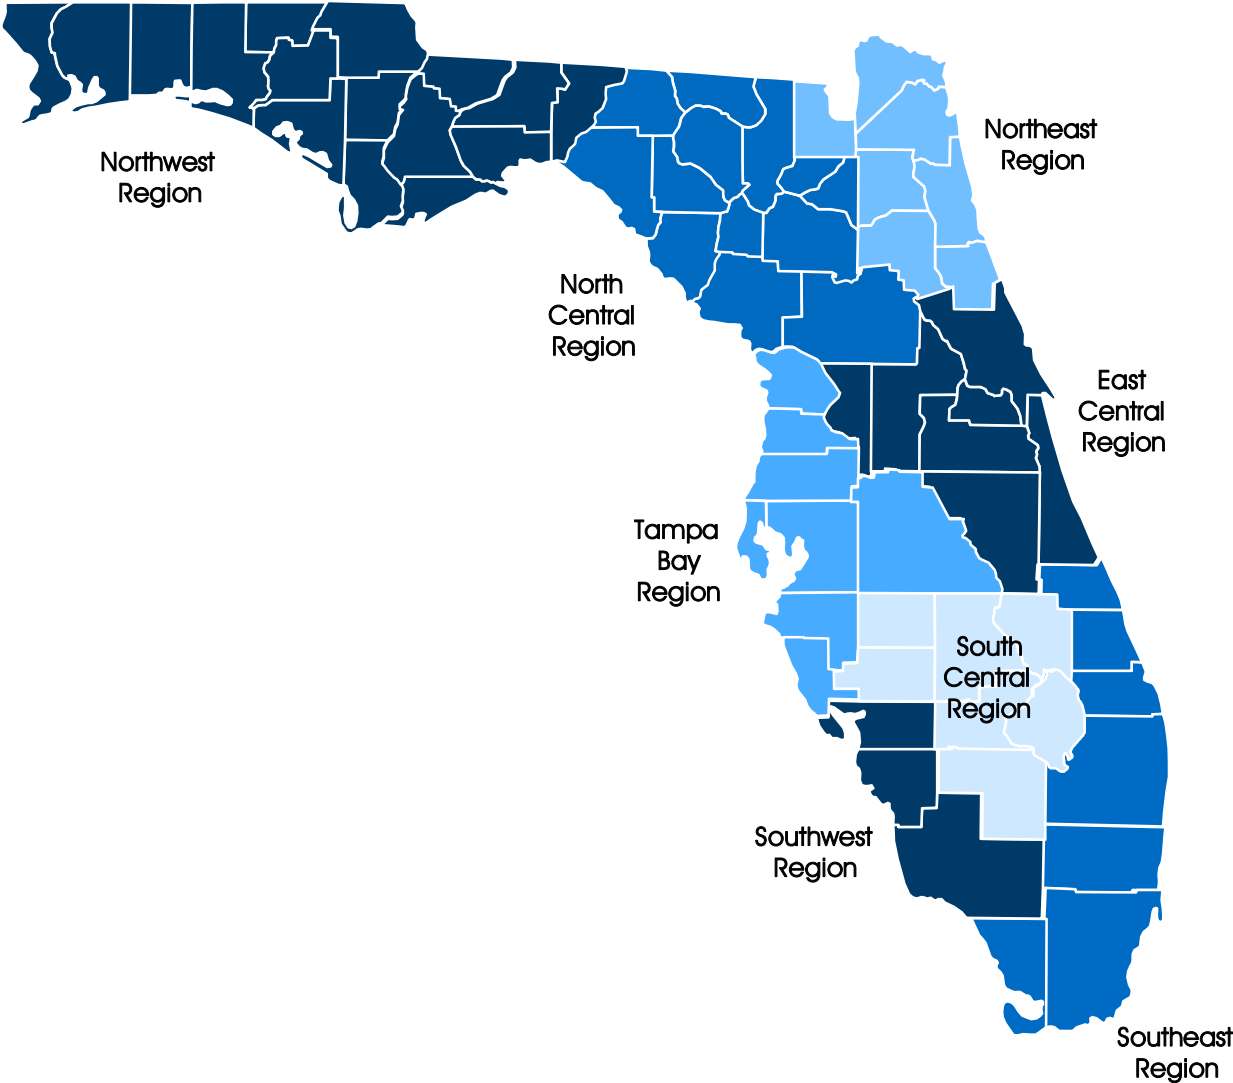 Northeast
Region
Northwest
Region
North
Central
Region
East
Central
Region
Tampa
Bay
Region
South
Central
Region
Southwest
Region
Southeast
Region